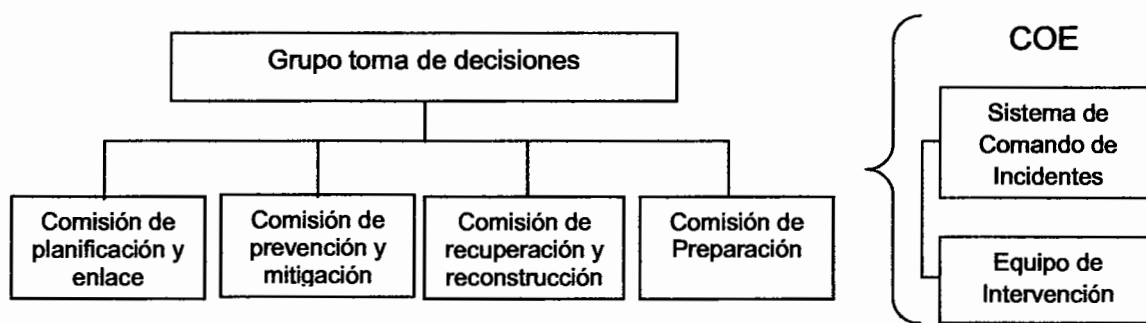 Grupo toma de decisiones
Comisión de
planificación y
enlace
Comisión de
prevención y
mitigación
Comisión de
recuperación y
reconstrucción
Comisión de
Preparación
COE
Sistema de
Comando de
Incidentes
Equipo de
Intervención